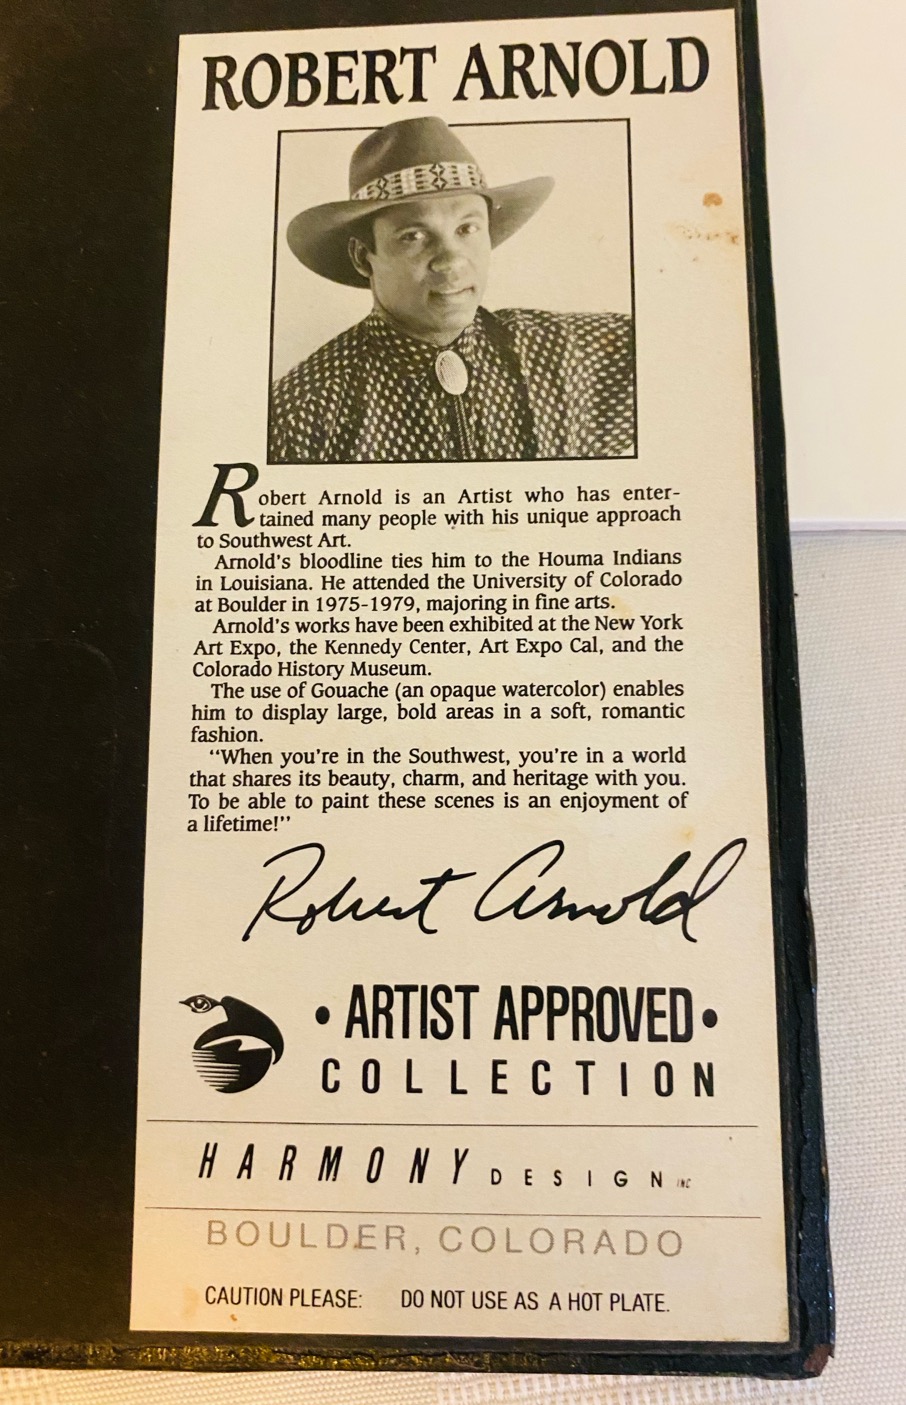 ROBERT ARNOLD
Robert Arnold is an Artist who has enter-
tained many people with his unique approach
to Southwest Art.
Arnold's bloodline ties him to the Houma Indians
in Louisiana. He attended the University of Colorado
at Boulder in 1975-1979, majoring in fine arts.
Arnold's works have been exhibited at the New York
Art Expo, the Kennedy Center, Art Expo Cal, and the
Colorado History Museum.
The use of Gouache (an opaque watercolor) enables
him to display large, bold areas in a soft, romantic
fashion.
"When you're in the Southwest, you're in a world
that shares its beauty, charm, and heritage with you.
To be able to paint these scenes is an enjoyment of
a lifetime!"
Robert Arnold
• ARTIST APPROVED •
COLLECTION
HARMONY DESIGN INC
BOULDER, COLORADO
CAUTION PLEASE: DO NOT USE AS A HOT PLATE.